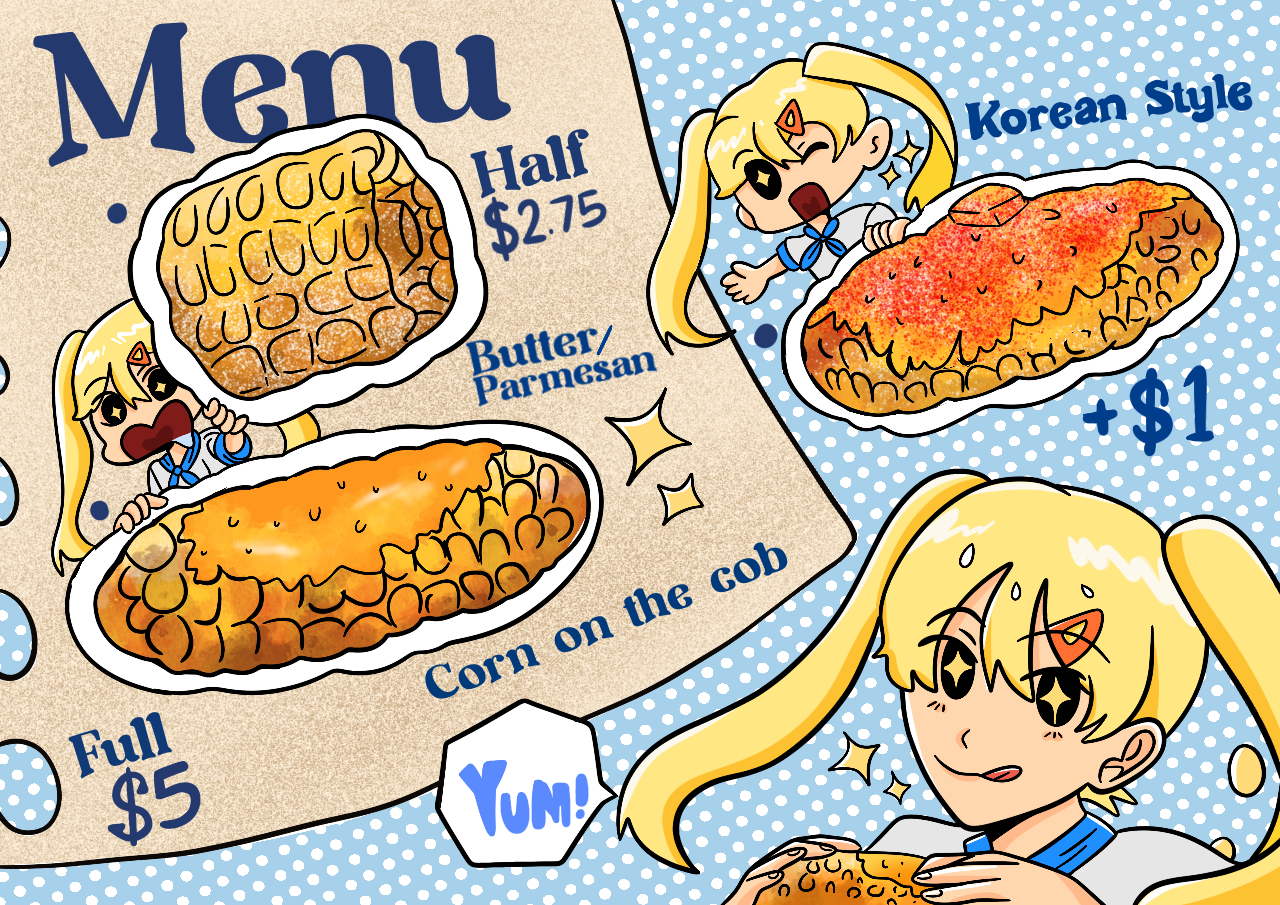 Menu
Half
$2.75
Butter/
Parmesan
Corn on the cob
Full
$5
Korean Style
+$1
Yum!